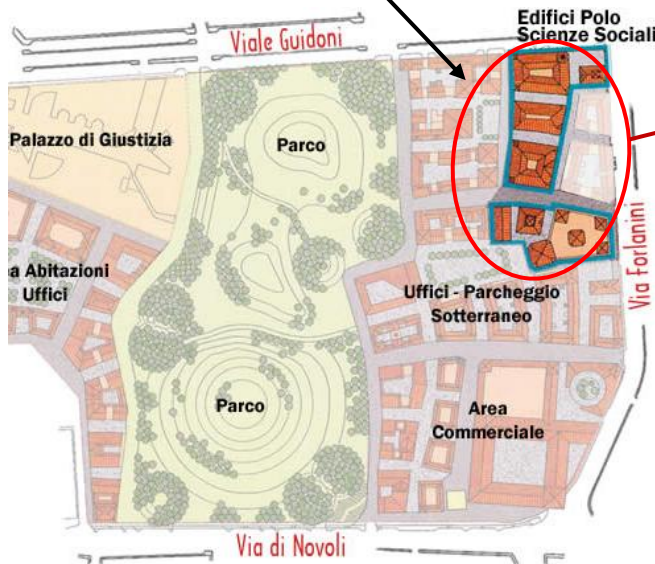 Edifici Polo
Scienze Sociali
Viale Guidoni
Palazzo di Giustizia
Parco
a Abitazioni
Uffici
Via Forlanini
Uffici - Parcheggio
Sotterraneo
Parco
Area
Commerciale
Via di Novoli